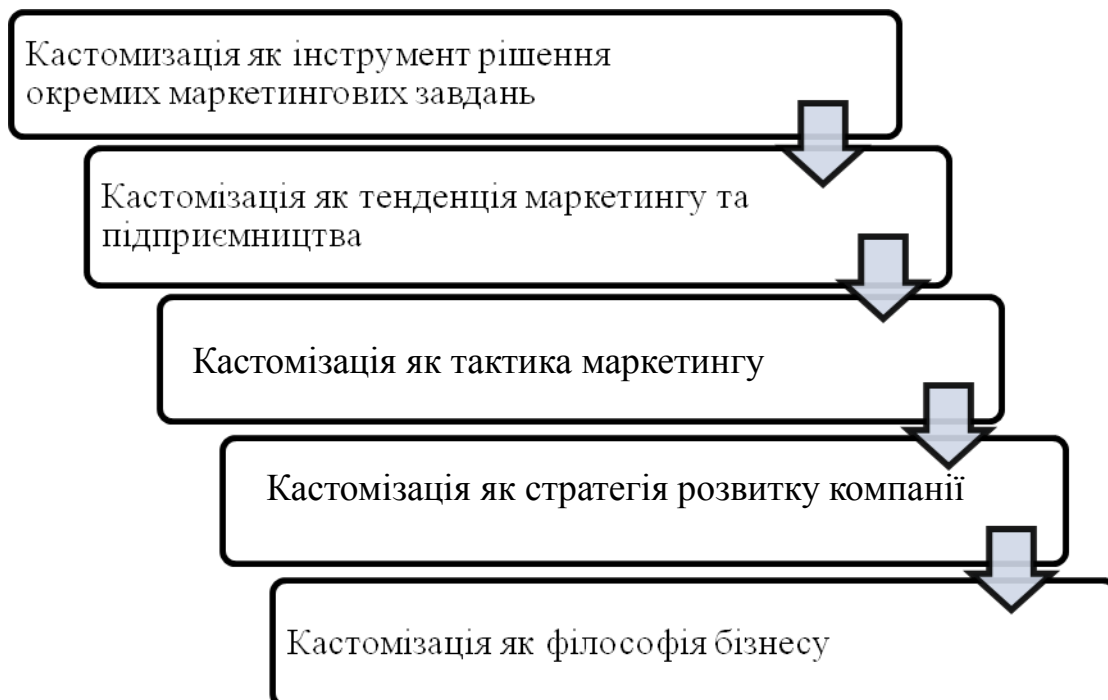 Кастомизація як інструмент рішення
окремих маркетингових завдань
Кастомізація як тенденція маркетингу та
підприємництва
Кастомізація як тактика маркетингу
Кастомізація як стратегія розвитку компанії
Кастомізація як філософія бізнесу